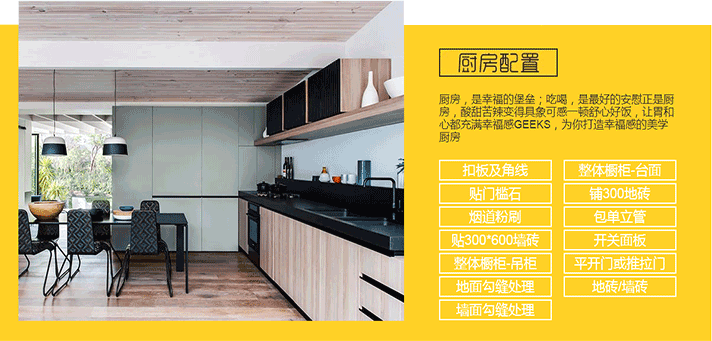 厨房配置
厨房，是幸福的堡垒；吃喝，是最好的安慰正是厨
房，酸甜苦辣变得具象可感一顿舒心好饭，让胃和
心都充满幸福感GEEKS，为你打造幸福感的美学
厨房
扣板及角线
整体橱柜-台面
贴门槛石
铺300地砖
烟道粉刷
包单立管
贴300*600墙砖
开关面板
整体橱柜-吊柜
平开门或推拉门
地面勾缝处理
地砖/墙砖
墙面勾缝处理